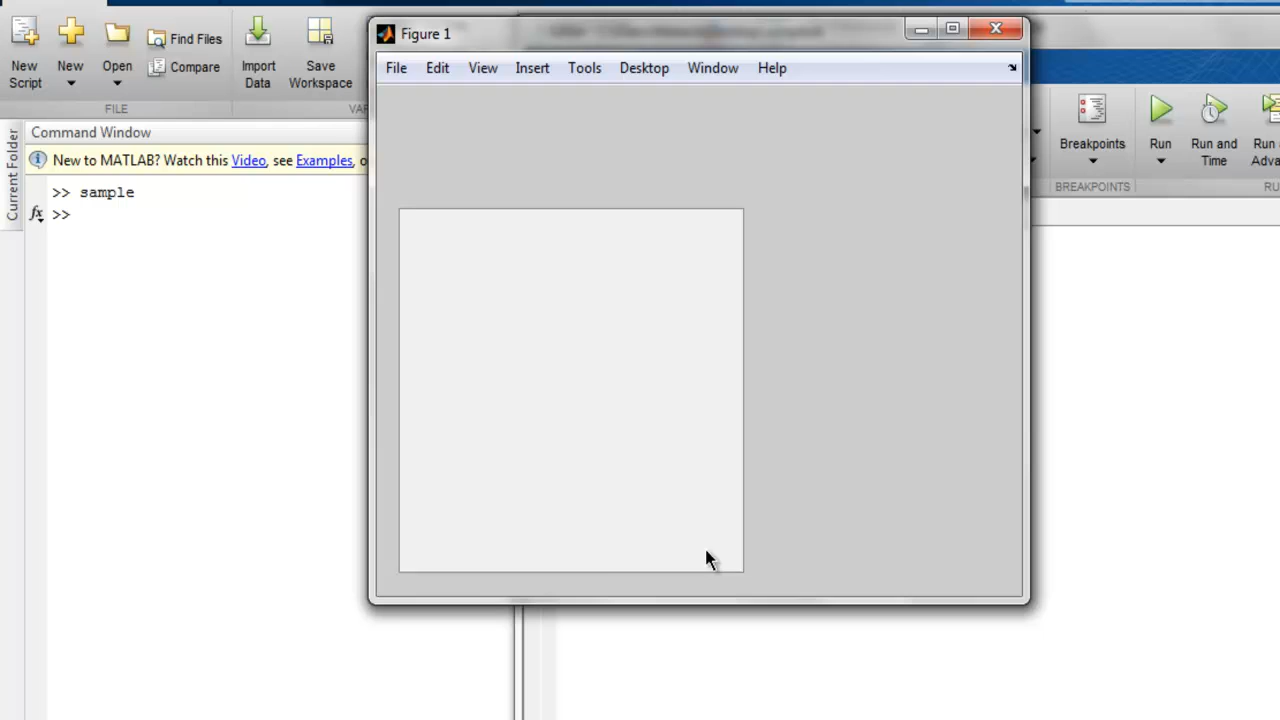 Figure 1
File Edit View Insert Tools Desktop Window Help
New Script
New
Open
Find Files
Compare
Import Data
Save Workspace
FILE
Breakpoints
Run
Run and Time
BREAKPOINTS
Current Folder
Command Window
New to MATLAB? Watch this Video, see Examples,
>> sample
fx >>